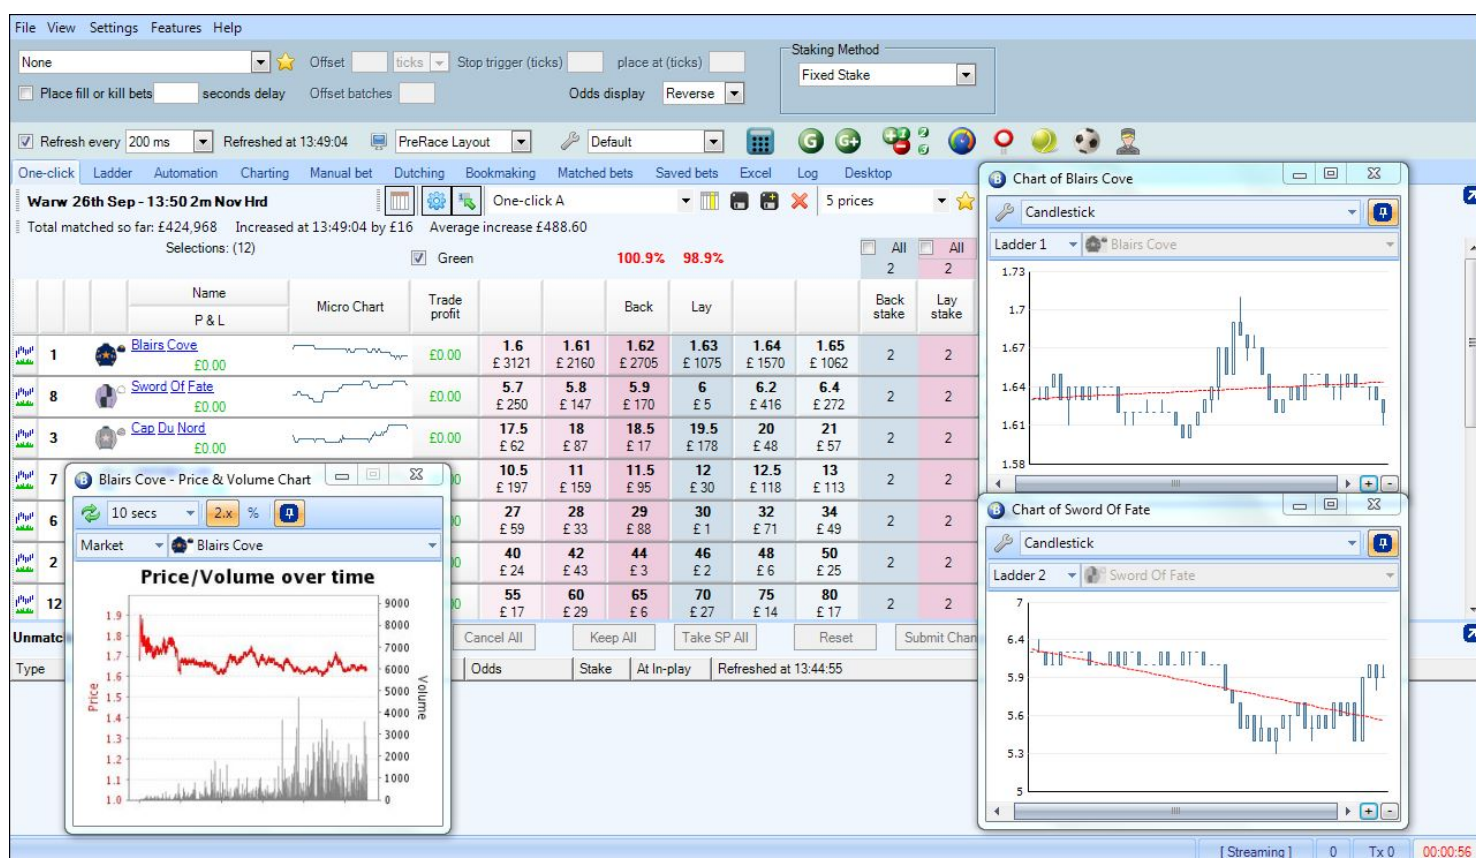 File View Settings Features Help
None Offset ticks Stop trigger (ticks) place at (ticks) Staking Method
Fixed Stake
Place fill or kill bets seconds delay Offset batches Odds display Reverse
Refresh every 200 ms Refreshed at 13:49:04 PreRace Layout Default
One-click Ladder Automation Charting Manual bet Dutching Bookmaking Matched bets Saved bets Excel Log Desktop
Warw 26th Sep - 13:50 2m Nov Hrd One-click A 5 prices
Total matched so far: £424,968 Increased at 13:49:04 by £16 Average increase £488.60
Selections: (12) Green 100.9% 98.9% All All
2 2
Name Micro Chart Trade profit Back Lay Back stake Lay stake
P & L
1 Blairs Cove £0.00 1.6 1.61 1.62 1.63 1.64 1.65 2 2
£0.00 £ 3121 £ 2160 £ 2705 £ 1075 £ 1570 £ 1062
8 Sword Of Fate £0.00 5.7 5.8 5.9 6 6.2 6.4 2 2
£0.00 £ 250 £ 147 £ 170 £ 5 £ 416 £ 272
3 Cap Du Nord £0.00 17.5 18 18.5 19.5 20 21 2 2
£0.00 £ 62 £ 87 £ 17 £ 178 £ 48 £ 57
7 10.5 11 11.5 12 12.5 13 2 2
£ 197 £ 159 £ 95 £ 30 £ 118 £ 113
6 27 28 29 30 32 34 2 2
£ 59 £ 33 £ 88 £ 1 £ 71 £ 49
2 40 42 44 46 48 50 2 2
£ 24 £ 43 £ 3 £ 2 £ 6 £ 25
12 55 60 65 70 75 80 2 2
£ 17 £ 29 £ 6 £ 27 £ 14 £ 17
Unmatc Cancel All Keep All Take SP All Reset Submit Chan
Type Odds Stake At In-play Refreshed at 13:44:55
Blairs Cove - Price & Volume Chart
10 secs 2.x %
Market Blairs Cove
Price/Volume over time
1.9
1.8
1.7
1.6
1.5
1.4
1.3
1.2
1.1
1.0
Price
9000
8000
7000
6000
5000
4000
3000
2000
1000
0
Volume
Chart of Blairs Cove
Candlestick
Ladder 1 Blairs Cove
1.73
1.7
1.67
1.64
1.61
1.58
Chart of Sword Of Fate
Candlestick
Ladder 2 Sword Of Fate
7
6.4
5.9
5.6
5.3
5
[ Streaming ] 0 Tx 0 00:00:56